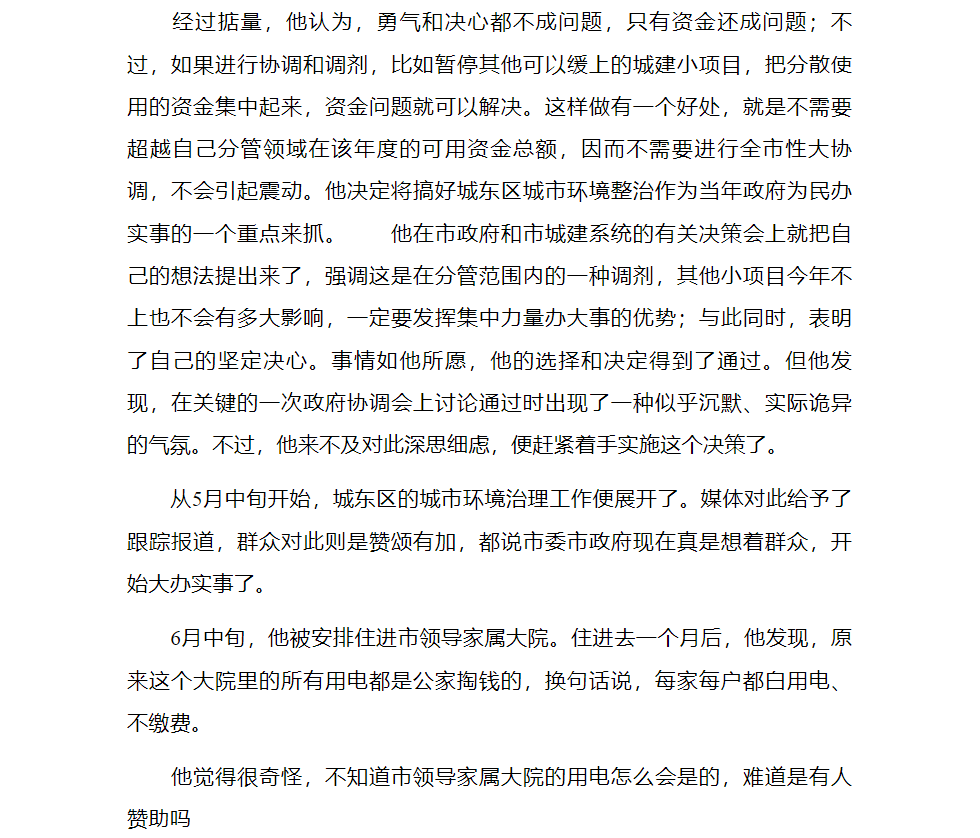 经过掂量，他认为，勇气和决心都不成问题，只有资金还成问题；不
过，如果进行协调和调剂，比如暂停其他可以缓上的城建小项目，把分散使
用的资金集中起来，资金问题就可以解决。这样做有一个好处，就是不需要
超越自己分管领域在该年度的可用资金总额，因而不需要进行全市性大协
调，不会引起震动。他决定将搞好城东区城市环境整治作为当年政府为民办
实事的一个重点来抓。　　他在市政府和市城建系统的有关决策会上就把自
己的想法提出来了，强调这是在分管范围内的一种调剂，其他小项目今年不
上也不会有多大影响，一定要发挥集中力量办大事的优势；与此同时，表明
了自己的坚定决心。事情如他所愿，他的选择和决定得到了通过。但他发
现，在关键的一次政府协调会上讨论通过时出现了一种似乎沉默、实际诡异
的气氛。不过，他来不及对此深思细虑，便赶紧着手实施这个决策了。
从5月中旬开始，城东区的城市环境治理工作便展开了。媒体对此给予了
跟踪报道，群众对此则是赞颂有加，都说市委市政府现在真是想着群众，开
始大办实事了。
6月中旬，他被安排住进市领导家属大院。住进去一个月后，他发现，原
来这个大院里的所有用电都是公家掏钱的，换句话说，每家每户都白用电、
不缴费。
他觉得很奇怪，不知道市领导家属大院的用电怎么会是的，难道是有人
赞助吗